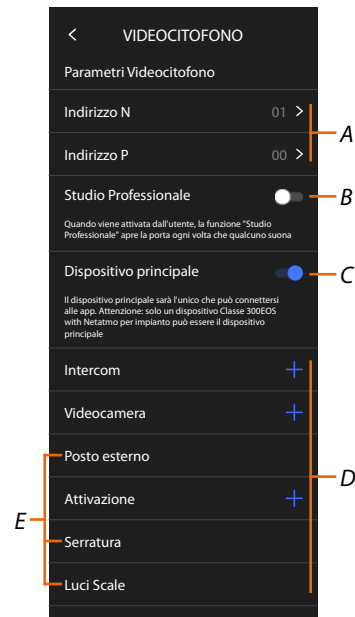 VIDEOCITOFONO
Parametri Videocitofono
Indirizzo N 01
A
Indirizzo P 00
Studio Professionale
B
Quando viene attivata dall'utente, la funzione "Studio
Professionale" apre la porta ogni volta che qualcuno suona
Dispositivo principale
C
Il dispositivo principale sarà l'unico che può connettersi
alle app. Attenzione: solo un dispositivo Classe 300EOS
with Netatmo per impianto può essere il dispositivo
principale
Intercom
Videocamera
Posto esterno
D
Attivazione
E
Serratura
Luci Scale